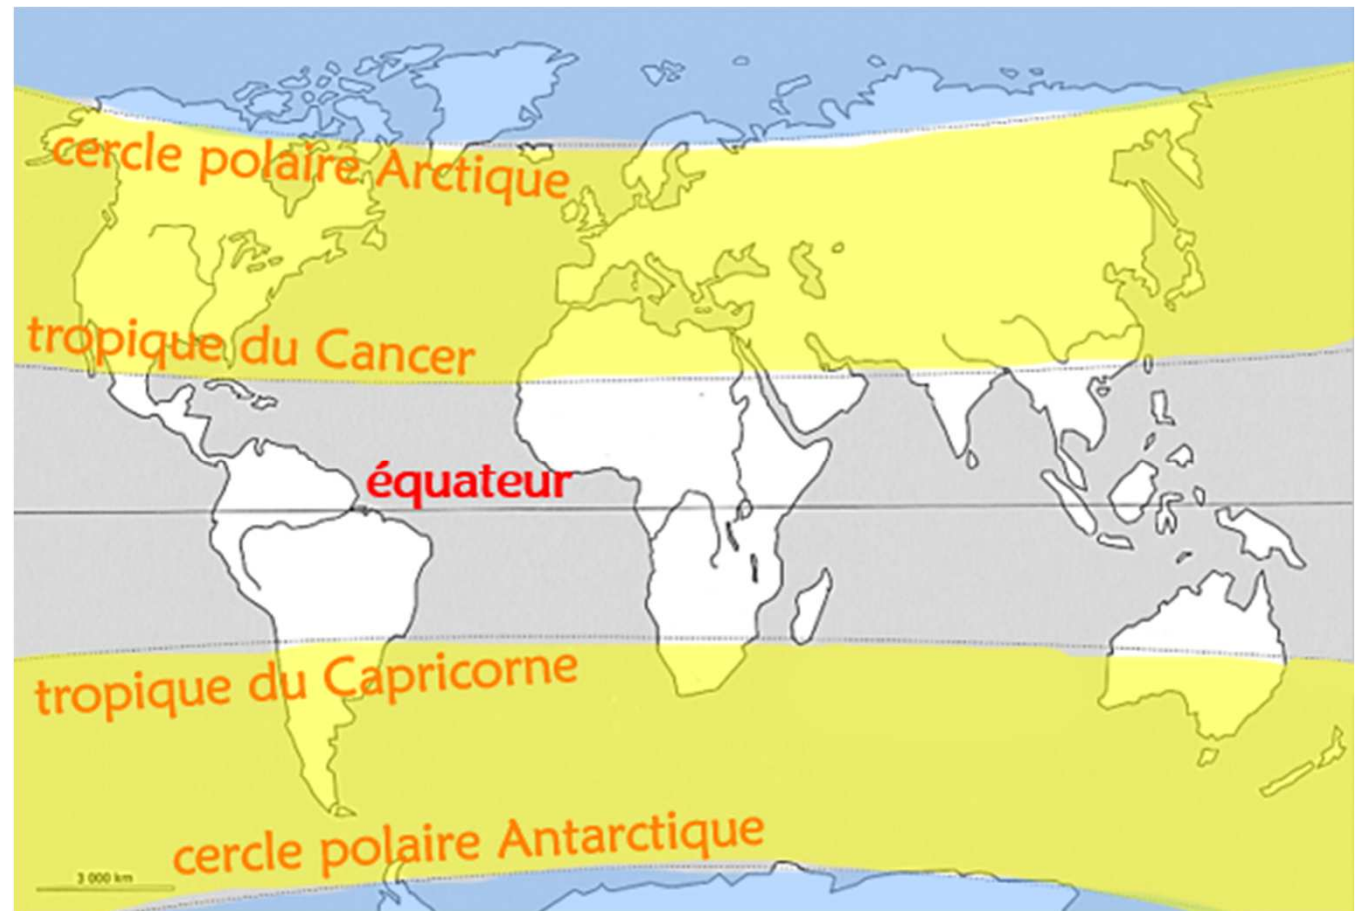 cercle polaire Arctique
tropique du Cancer
équateur
tropique du Capricorne
cercle polaire Antarctique
3 000 km